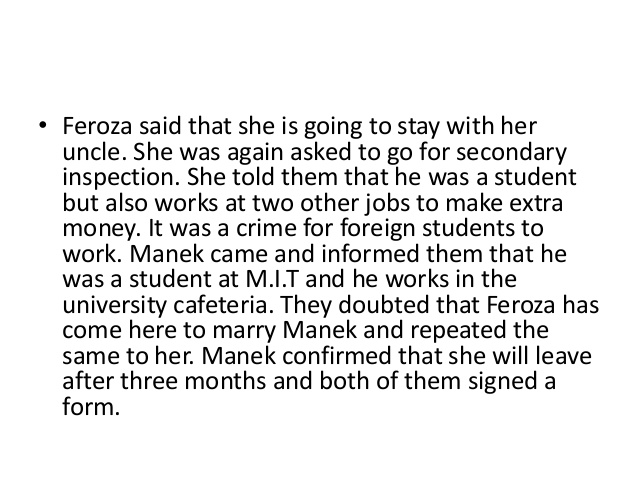 • Feroza said that she is going to stay with her
uncle. She was again asked to go for secondary
inspection. She told them that he was a student
but also works at two other jobs to make extra
money. It was a crime for foreign students to
work. Manek came and informed them that he
was a student at M.I.T and he works in the
university cafeteria. They doubted that Feroza has
come here to marry Manek and repeated the
same to her. Manek confirmed that she will leave
after three months and both of them signed a
form.